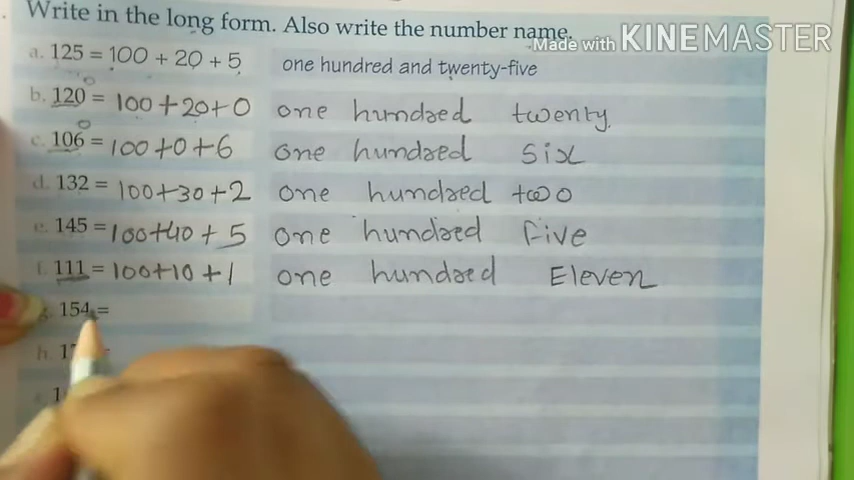 Write in the long form. Also write the number name.
Made with KINEMASTER
a. 125 = 100 + 20 + 5 one hundred and twenty-five
b. 120 = 100 + 20 + 0 one hundred twenty
c. 106 = 100 + 0 + 6 one hundred six
d. 132 = 100 + 30 + 2 one hundred two
e. 145 = 100 + 40 + 5 one hundred five
f. 111 = 100 + 10 + 1 one hundred Eleven
g. 154 =
h.